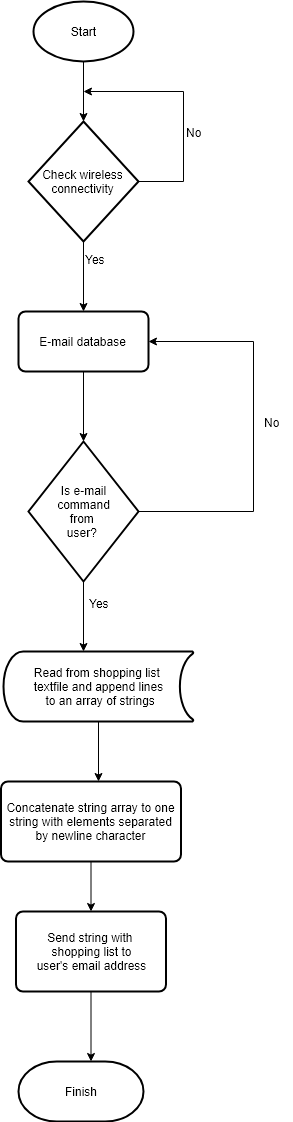 Start
No
Check wireless
connectivity
Yes
E-mail database
No
Is e-mail
command
from
user?
Yes
Read from shopping list
textfile and append lines
to an array of strings
Concatenate string array to one
string with elements separated
by newline character
Send string with
shopping list to
user's email address
Finish